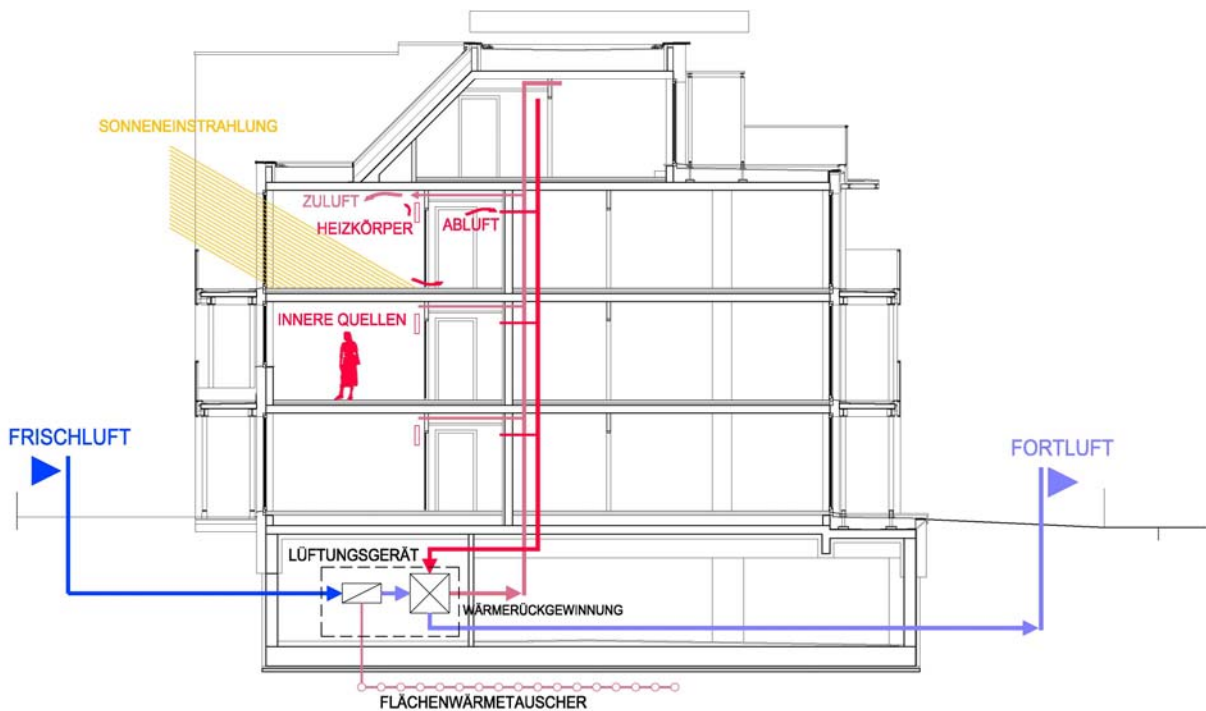 SONNENEINSTRAHLUNG
ZULUFT
HEIZKÖRPER
ABLUFT
INNERE QUELLEN
FRISCHLUFT
FORTLUFT
LÜFTUNGSGERÄT
WÄRMERÜCKGEWINNUNG
FLÄCHENWÄRMETAUSCHER